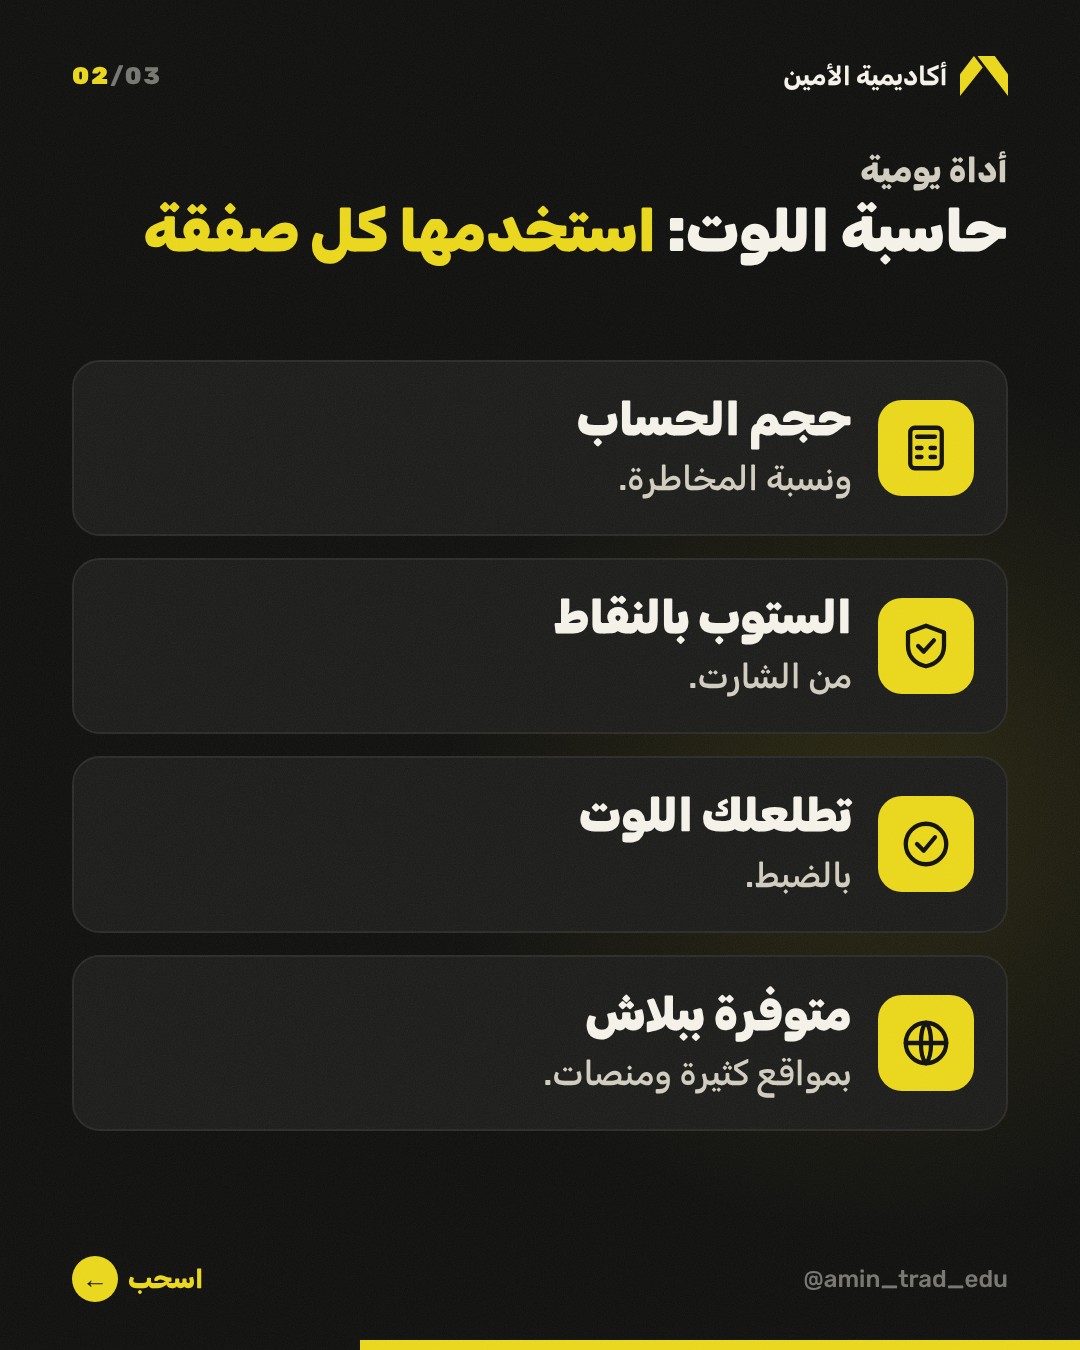 أكاديمية الأمين
02/03
أداة يومية
حاسبة اللوت: استخدمها كل صفقة
حجم الحساب
ونسبة المخاطرة.
الستوب بالنقاط
من الشارت.
تطلعلك اللوت
بالضبط.
متوفرة ببلاش
بمواقع كثيرة ومنصات.
@amin_trad_edu
اسحب ←